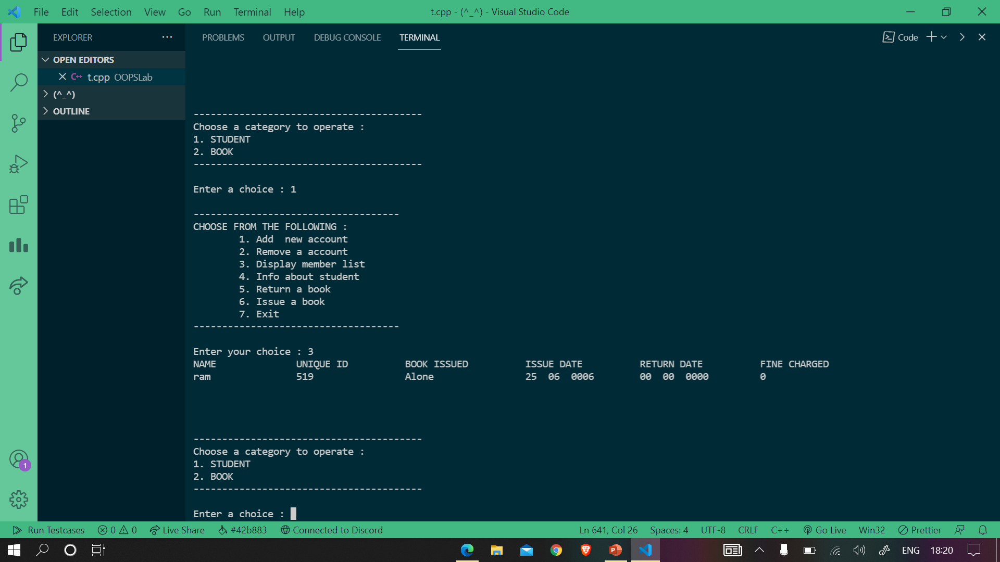 File Edit Selection View Go Run Terminal Help t.cpp - (^_^) - Visual Studio Code
EXPLORER ··· PROBLEMS OUTPUT DEBUG CONSOLE TERMINAL Code
OPEN EDITORS
C++ t.cpp OOPSLab
(^_^)
OUTLINE
----------------------------------------
Choose a category to operate :
1. STUDENT
2. BOOK
----------------------------------------
Enter a choice : 1
------------------------------------
CHOOSE FROM THE FOLLOWING :
1. Add  new account
2. Remove a account
3. Display member list
4. Info about student
5. Return a book
6. Issue a book
7. Exit
------------------------------------
Enter your choice : 3
NAME UNIQUE ID BOOK ISSUED ISSUE DATE RETURN DATE FINE CHARGED
ram 519 Alone 25  06  0006 00  00  0000 0
----------------------------------------
Choose a category to operate :
1. STUDENT
2. BOOK
----------------------------------------
Enter a choice :
1
Run Testcases 0 0 Live Share #42b883 Connected to Discord Ln 641, Col 26 Spaces: 4 UTF-8 CRLF C++ Go Live Win32 Prettier
P ENG 18:20